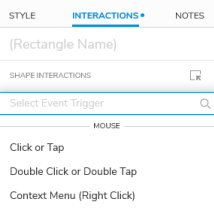 STYLE INTERACTIONS NOTES
(Rectangle Name)
SHAPE INTERACTIONS
Select Event Trigger
MOUSE
Click or Tap
Double Click or Double Tap
Context Menu (Right Click)